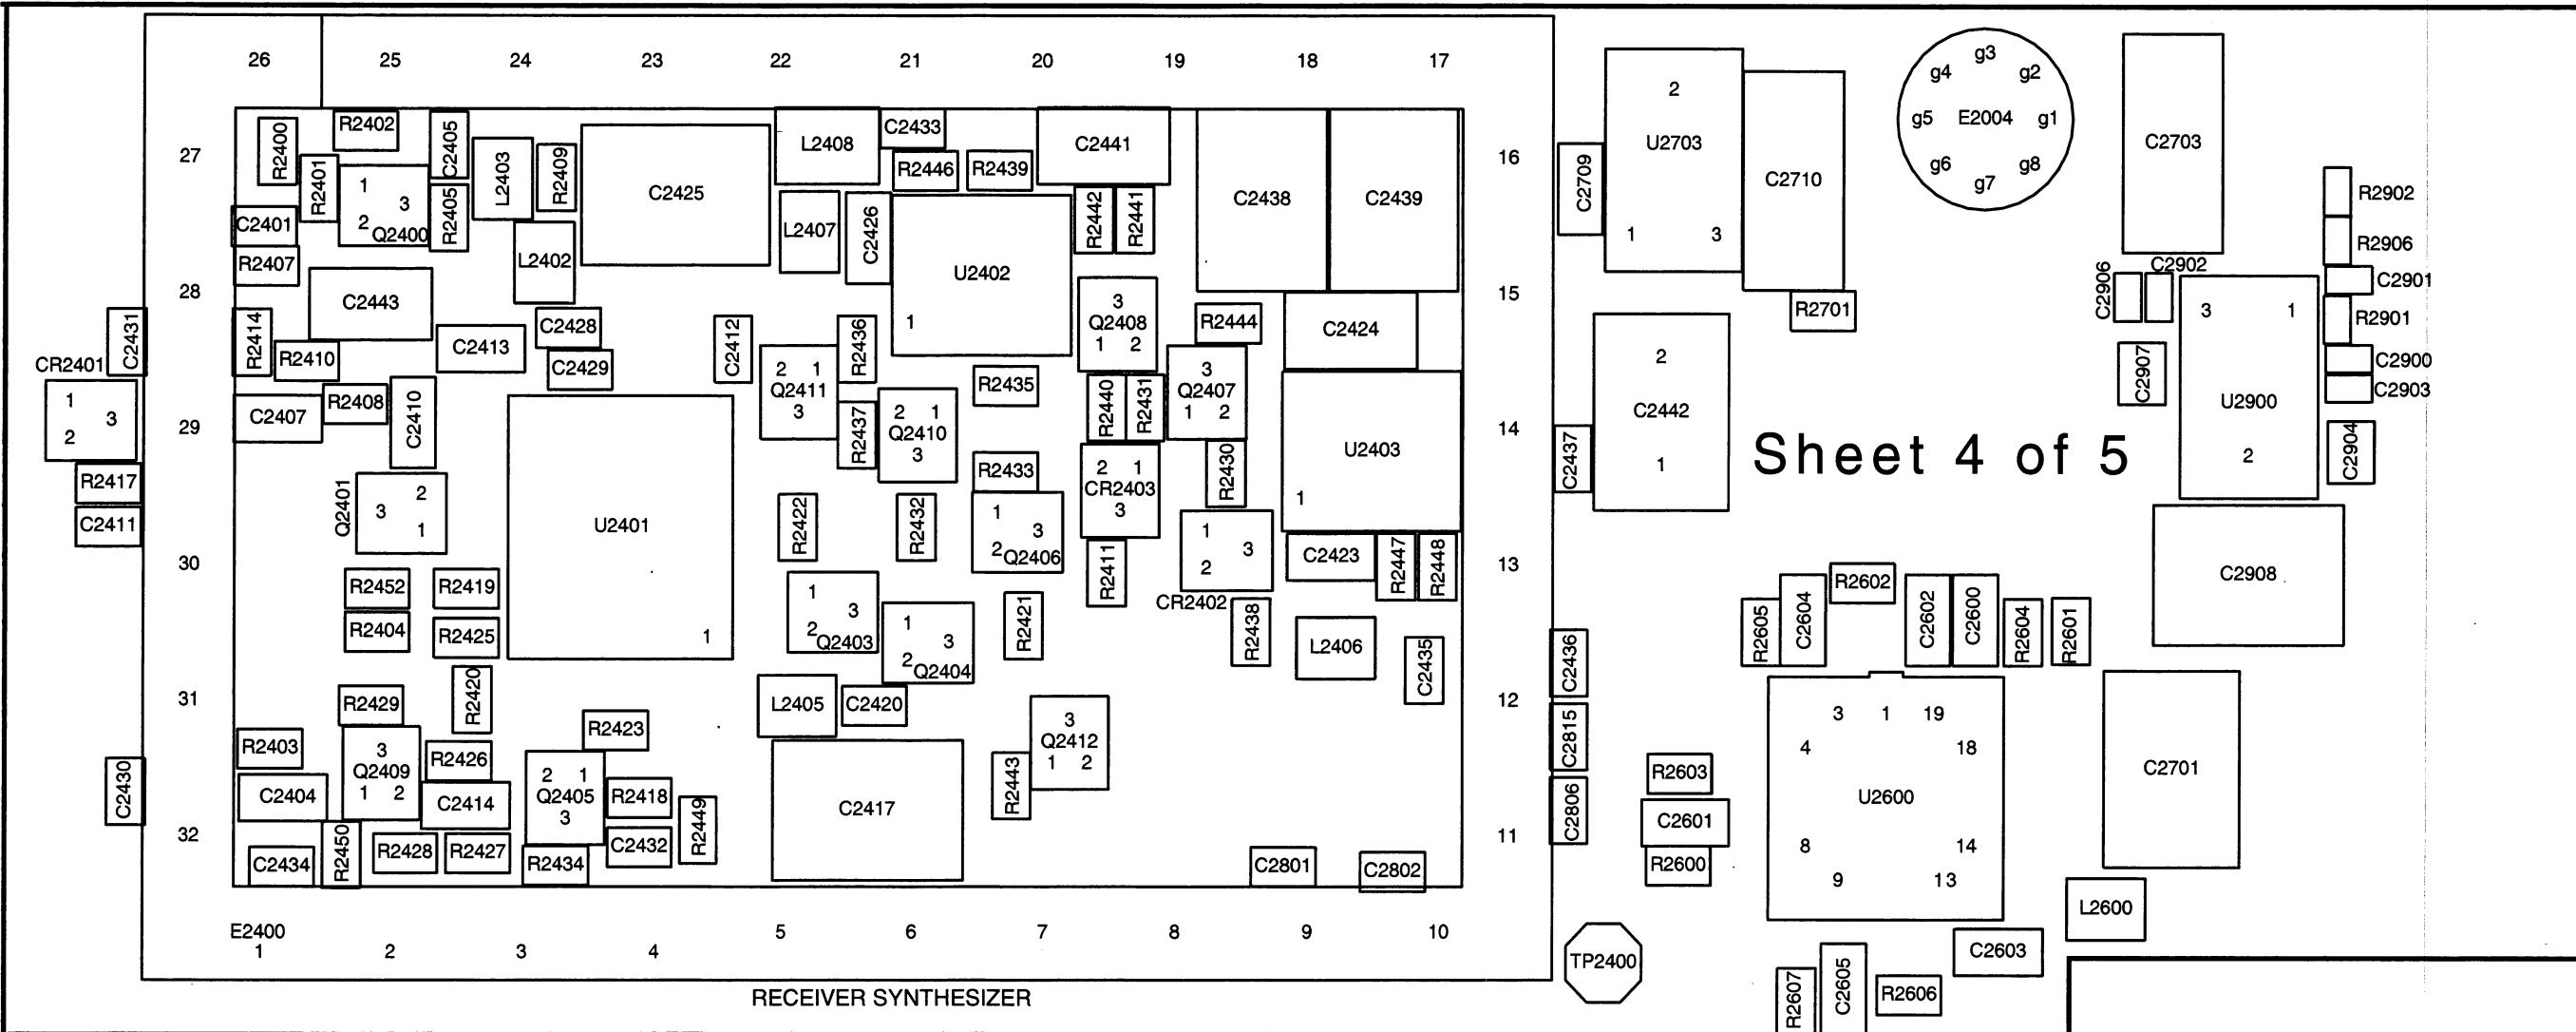 26 25 24 23 22 21 20 19 18 17
27 28 29 30 31 32
16 15 14 13 12 11
E2400
1 2 3 4 5 6 7 8 9 10
RECEIVER SYNTHESIZER
R2400
R2401
R2402
C2405
R2405
L2403
R2409
C2425
L2408
C2433
R2446
R2439
C2441
C2438
C2439
1
3
2
Q2400
C2401
R2407
L2402
L2407
C2426
U2402
1
R2442
R2441
C2443
C2431
R2414
R2410
C2413
C2428
C2429
C2412
R2436
3
Q2408
1 2
R2444
C2424
CR2401
1
3
2
C2407
R2408
C2410
2 1
Q2411
3
R2437
2 1
Q2410
3
R2435
R2440
R2431
3
Q2407
1 2
U2403
1
R2417
C2411
Q2401
2
3
1
U2401
1
R2422
R2432
R2433
1
3
2
Q2406
2 1
CR2403
3
R2430
R2411
1
3
2
CR2402
C2423
R2447
R2448
R2452
R2419
R2404
R2425
R2420
1
3
2
Q2403
1
3
2
Q2404
R2421
R2438
L2406
C2435
R2429
R2403
C2430
C2404
3
Q2409
1 2
R2426
C2414
R2423
2 1
Q2405
3
R2418
R2449
C2432
L2405
C2420
C2417
3
Q2412
1 2
R2443
C2434
R2450
R2428
R2427
R2434
C2801
C2802
C2709
2
U2703
1 3
C2710
R2701
g3
g4 g2
g5 E2004 g1
g6 g8
g7
C2703
R2902
R2906
C2902
C2906
C2901
R2901
C2900
C2903
C2907
3 1
U2900
2
C2904
2
C2442
1
C2437
Sheet 4 of 5
C2908
C2436
C2815
C2806
R2605
C2604
R2602
C2602
C2600
R2604
R2601
3 1 19
4 18
U2600
8 14
9 13
C2701
R2603
C2601
R2600
L2600
TP2400
C2603
R2607
C2605
R2606